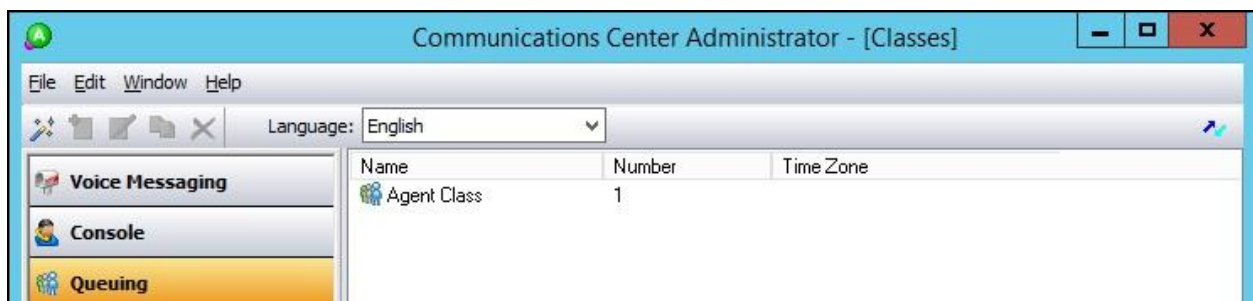 Communications Center Administrator - [Classes]
File Edit Window Help
Language: English
Voice Messaging
Console
Queuing
Name Number Time Zone
Agent Class 1